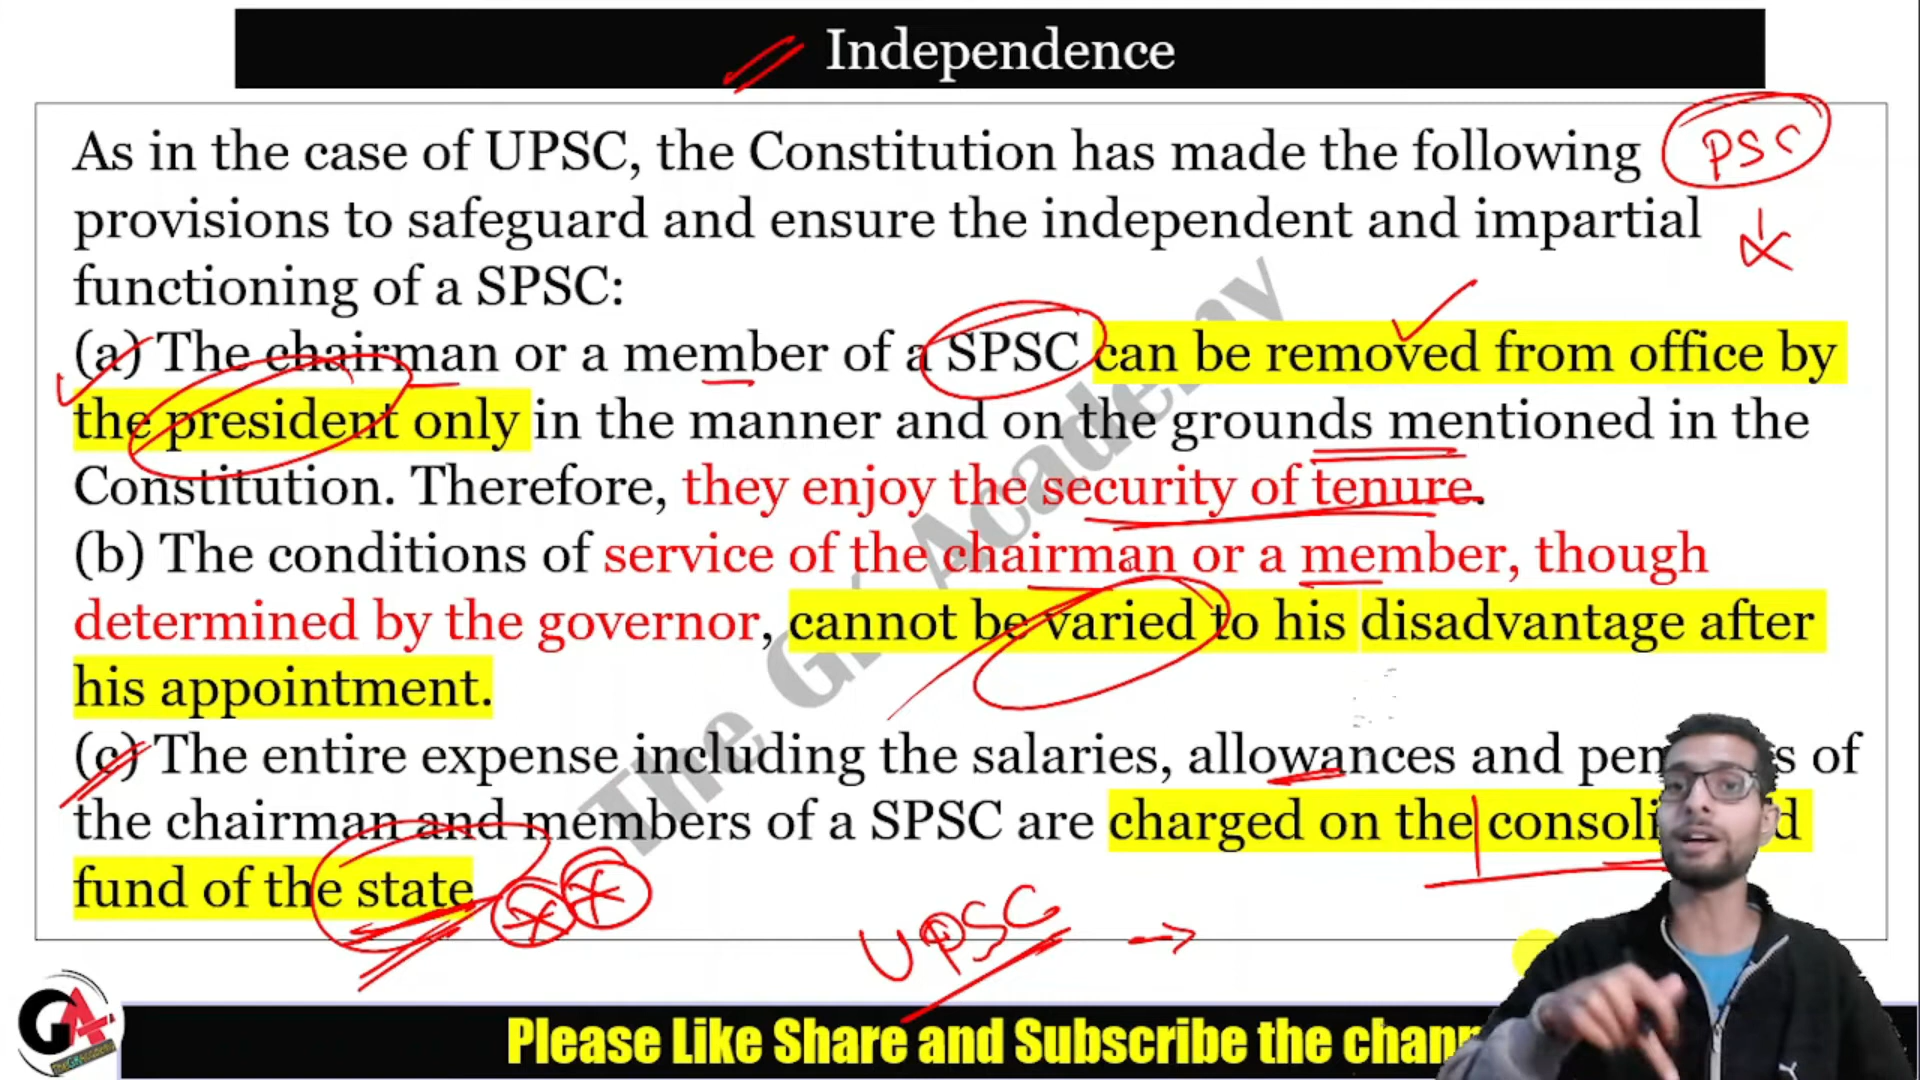 Independence
As in the case of UPSC, the Constitution has made the following
PSC
provisions to safeguard and ensure the independent and impartial
functioning of a SPSC:
(a) The chairman or a member of a SPSC can be removed from office by
the president only in the manner and on the grounds mentioned in the
Constitution. Therefore, they enjoy the security of tenure.
(b) The conditions of service of the chairman or a member, though
determined by the governor, cannot be varied to his disadvantage after
his appointment.
(c) The entire expense including the salaries, allowances and pen s of
the chairman and members of a SPSC are charged on the consoli d
fund of the state
UPSC
The GK Academy
GA
Please Like Share and Subscribe the chan